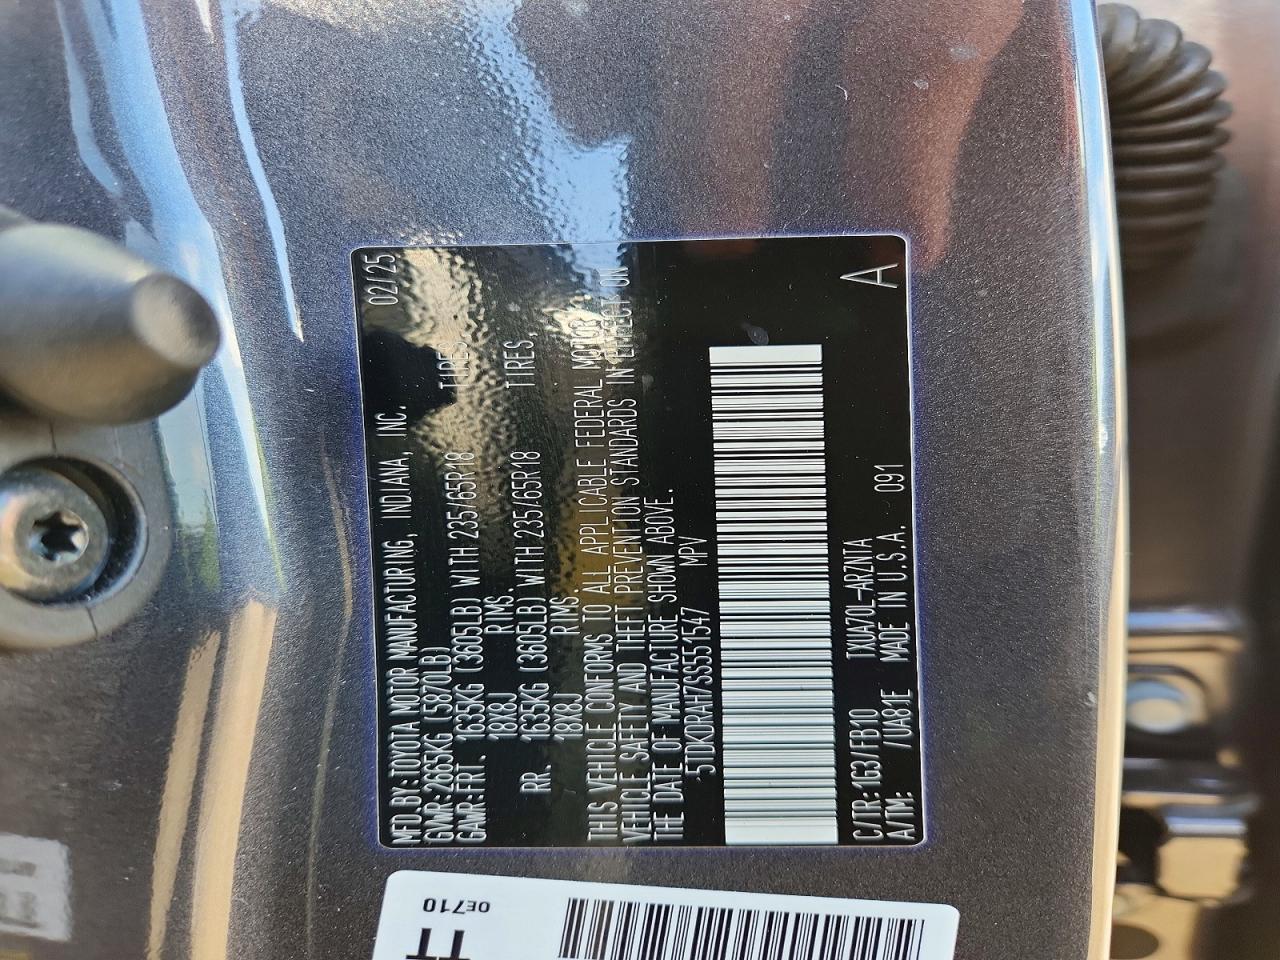 MFD.BY:TOYOTA MOTOR MANUFACTURING, INDIANA, INC. 02/25
GVWR:2665KG (5870LB)
GAWR:FRT. 1635KG (3605LB) WITH 235/65R18 TIRES,
18X8J RIMS.
RR. 1635KG (3605LB) WITH 235/65R18 TIRES,
18X8J RIMS.
THIS VEHICLE CONFORMS TO ALL APPLICABLE FEDERAL MOTOR
VEHICLE SAFETY AND THEFT PREVENTION STANDARDS IN EFFECT ON
THE DATE OF MANUFACTURE SHOWN ABOVE.
5TDKDRAH7SS551547 MPV
C/TR:1G3/FB10 TXUA70L-ARZNTA A
A/TM: /UA81E MADE IN U.S.A. 091
0E710